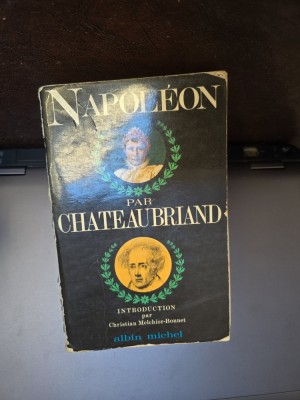 NAPOLÉON
PAR
CHATEAUBRIAND
INTRODUCTION
par
Christian Melchior-Bonnet
albin michel